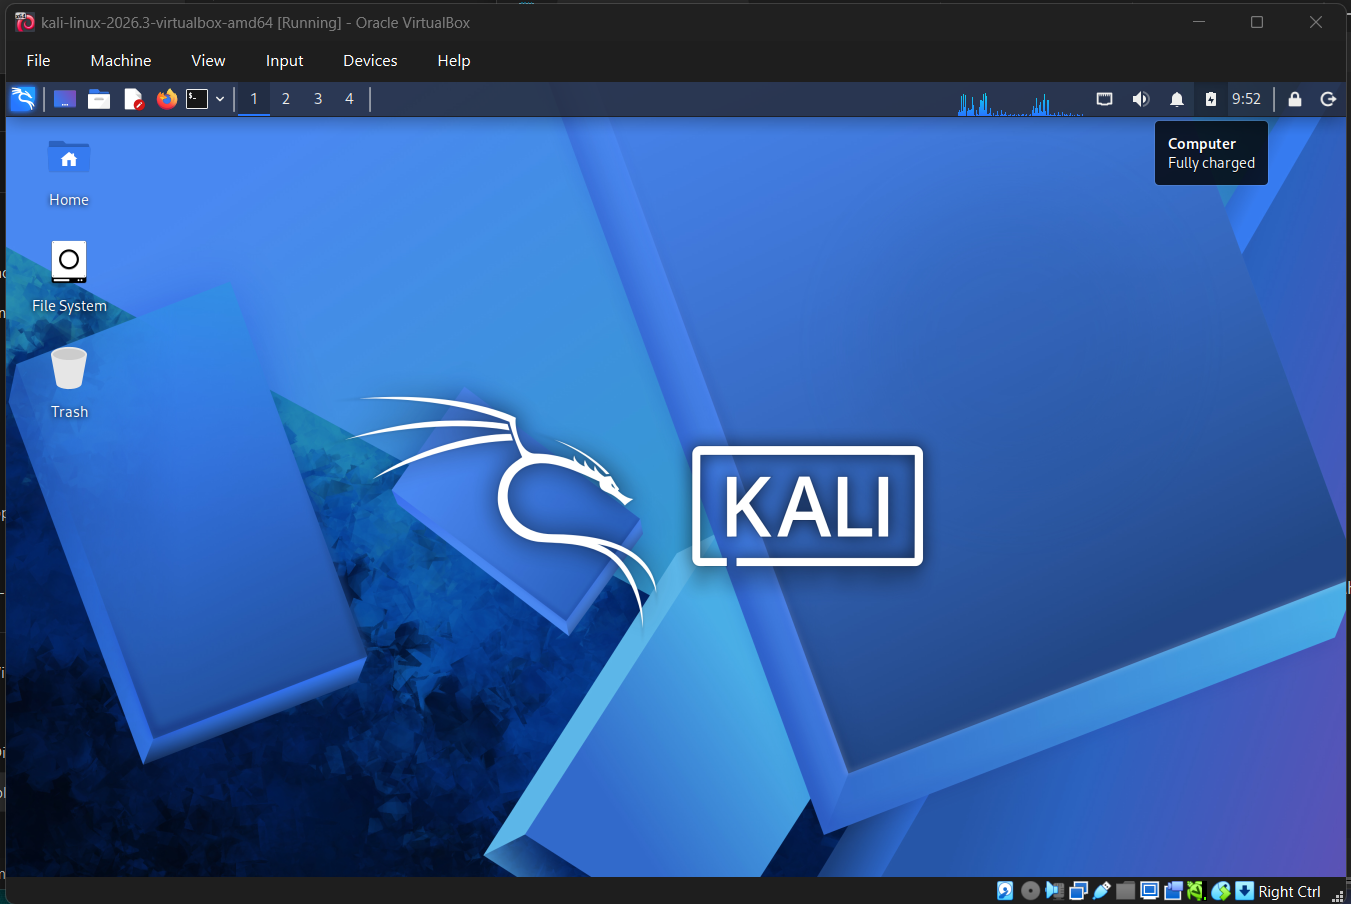 kali-linux-2026.3-virtualbox-amd64 [Running] - Oracle VirtualBox
File Machine View Input Devices Help
1 2 3 4 9:52
Computer
Fully charged
Home
File System
Trash
KALI
Right Ctrl